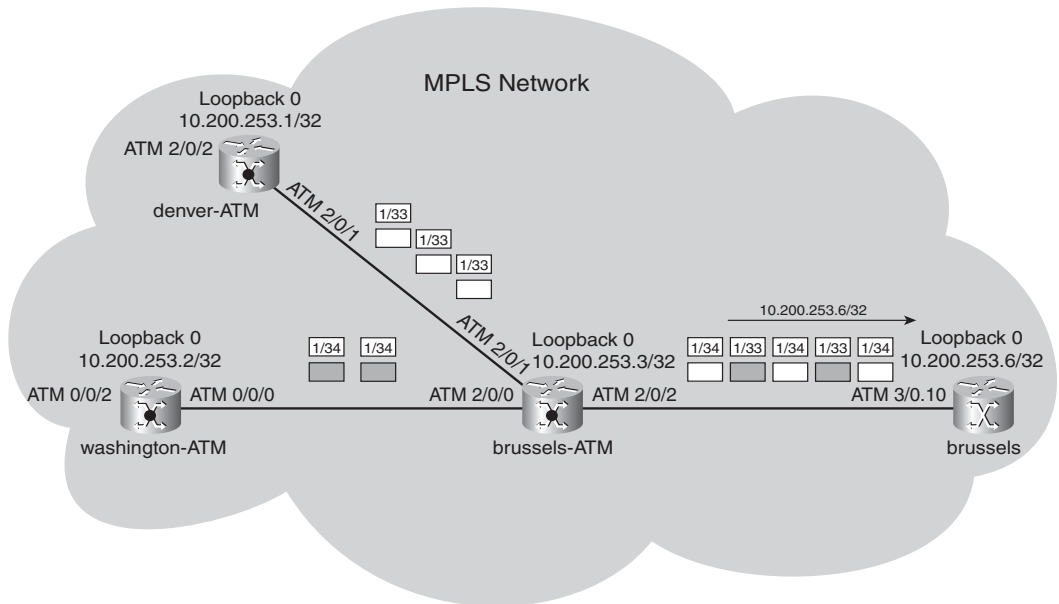 MPLS Network
Loopback 0
10.200.253.1/32
ATM 2/0/2
denver-ATM
ATM 2/0/1
1/33
1/33
1/33
ATM 2/0/1
10.200.253.6/32
Loopback 0
10.200.253.2/32
ATM 0/0/2
ATM 0/0/0
washington-ATM
1/34 1/34
Loopback 0
10.200.253.3/32
ATM 2/0/0
ATM 2/0/2
brussels-ATM
1/34 1/33 1/34 1/33 1/34
Loopback 0
10.200.253.6/32
ATM 3/0.10
brussels